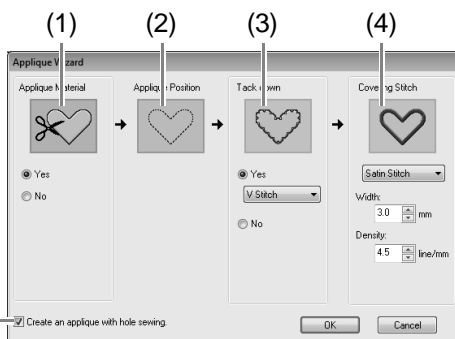 (1) (2) (3) (4)
Applique Wizard
Applique Material Applique Position Tack down Covering Stitch
Yes
No
Yes
V Stitch
No
Satin Stitch
Width:
3.0 mm
Density:
4.5 line/mm
Create an applique with hole sewing.
OK Cancel